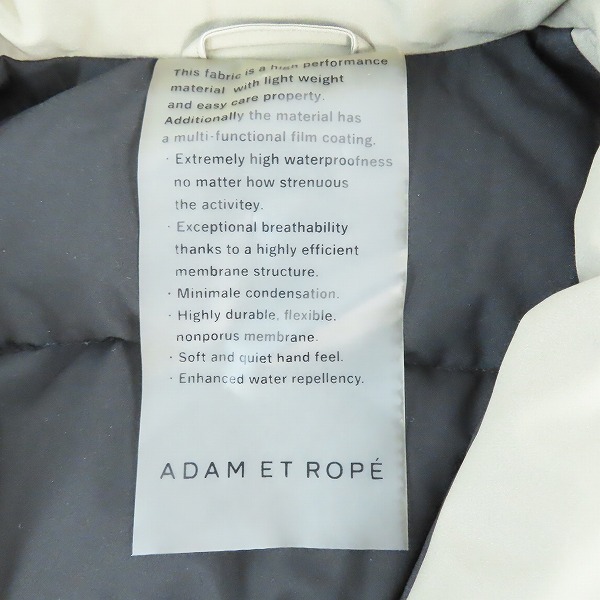 This fabric is a high performance
material with light weight
and easy care property.
Additionally the material has
a multi-functional film coating.
· Extremely high waterproofness
no matter how strenuous
the activitey.
· Exceptional breathability
thanks to a highly efficient
membrane structure.
· Minimale condensation.
· Highly durable, flexible,
nonporus membrane.
· Soft and quiet hand feel.
· Enhanced water repellency.
ADAM ET ROPÉ